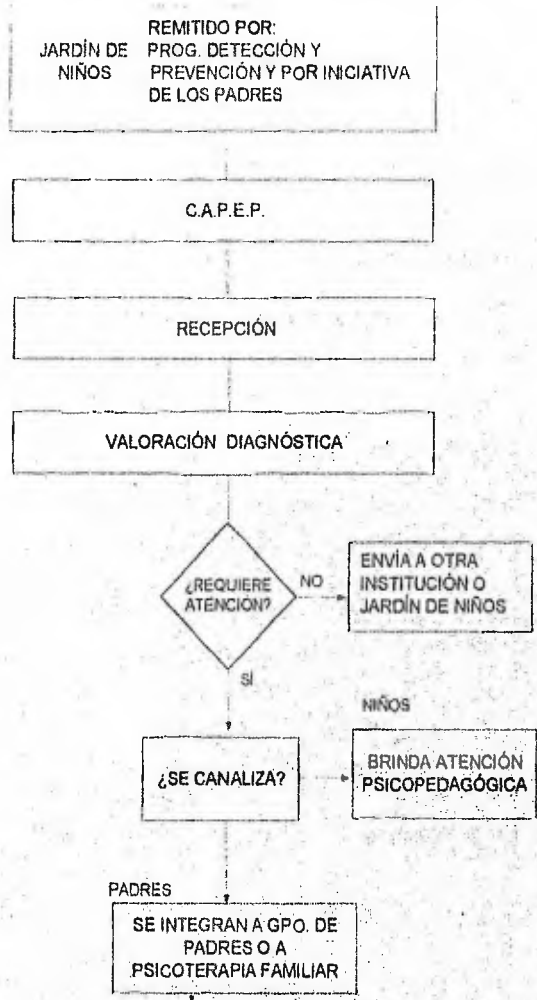 REMITIDO POR:
JARDÍN DE NIÑOS
PROG. DETECCIÓN Y
PREVENCIÓN Y POR INICIATIVA
DE LOS PADRES
C.A.P.E.P.
RECEPCIÓN
VALORACIÓN DIAGNÓSTICA
¿REQUIERE
ATENCIÓN?
NO
ENVÍA A OTRA
INSTITUCIÓN O
JARDÍN DE NIÑOS
SÍ
NIÑOS
¿SE CANALIZA?
BRINDA ATENCIÓN
PSICOPEDAGÓGICA
PADRES
SE INTEGRAN A GPO. DE
PADRES O A
PSICOTERAPIA FAMILIAR